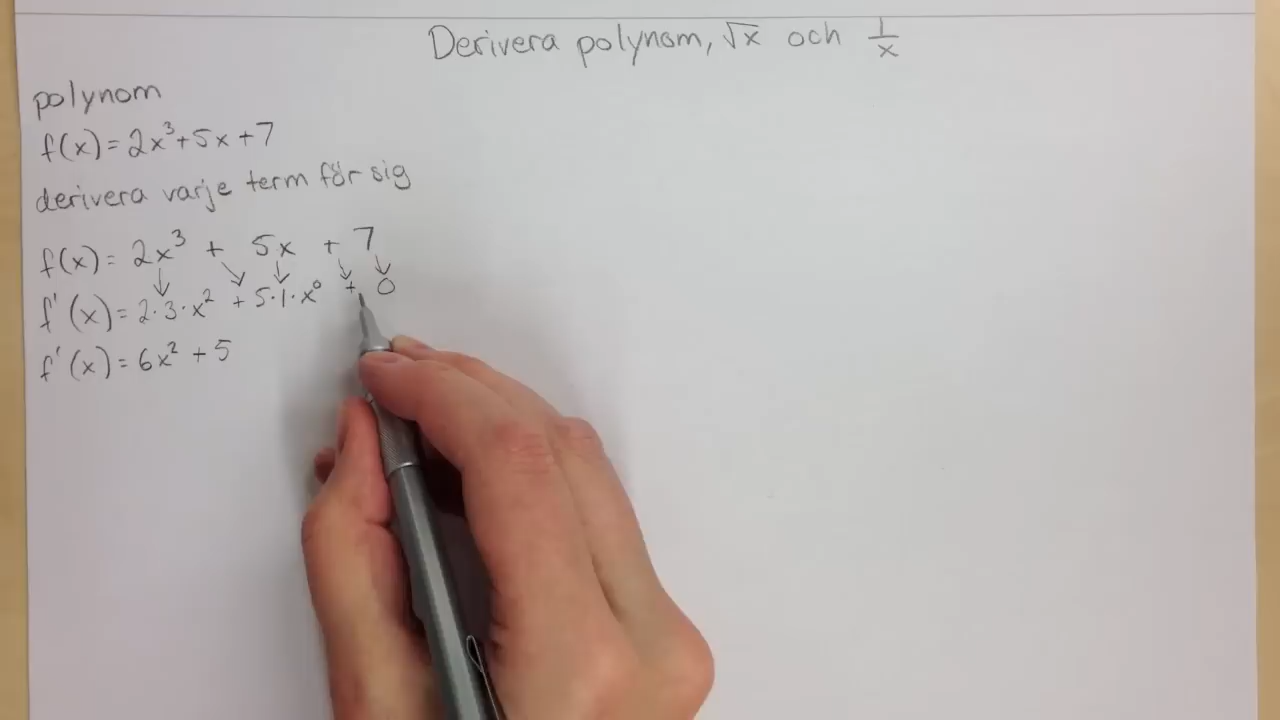 Derivera polynom, √x och 1/x
polynom
f(x) = 2x³+5x+7
derivera varje term för sig
f(x) = 2x³ + 5x + 7
f'(x) = 2·3·x² + 5·1·x⁰ + 0
f'(x) = 6x² + 5